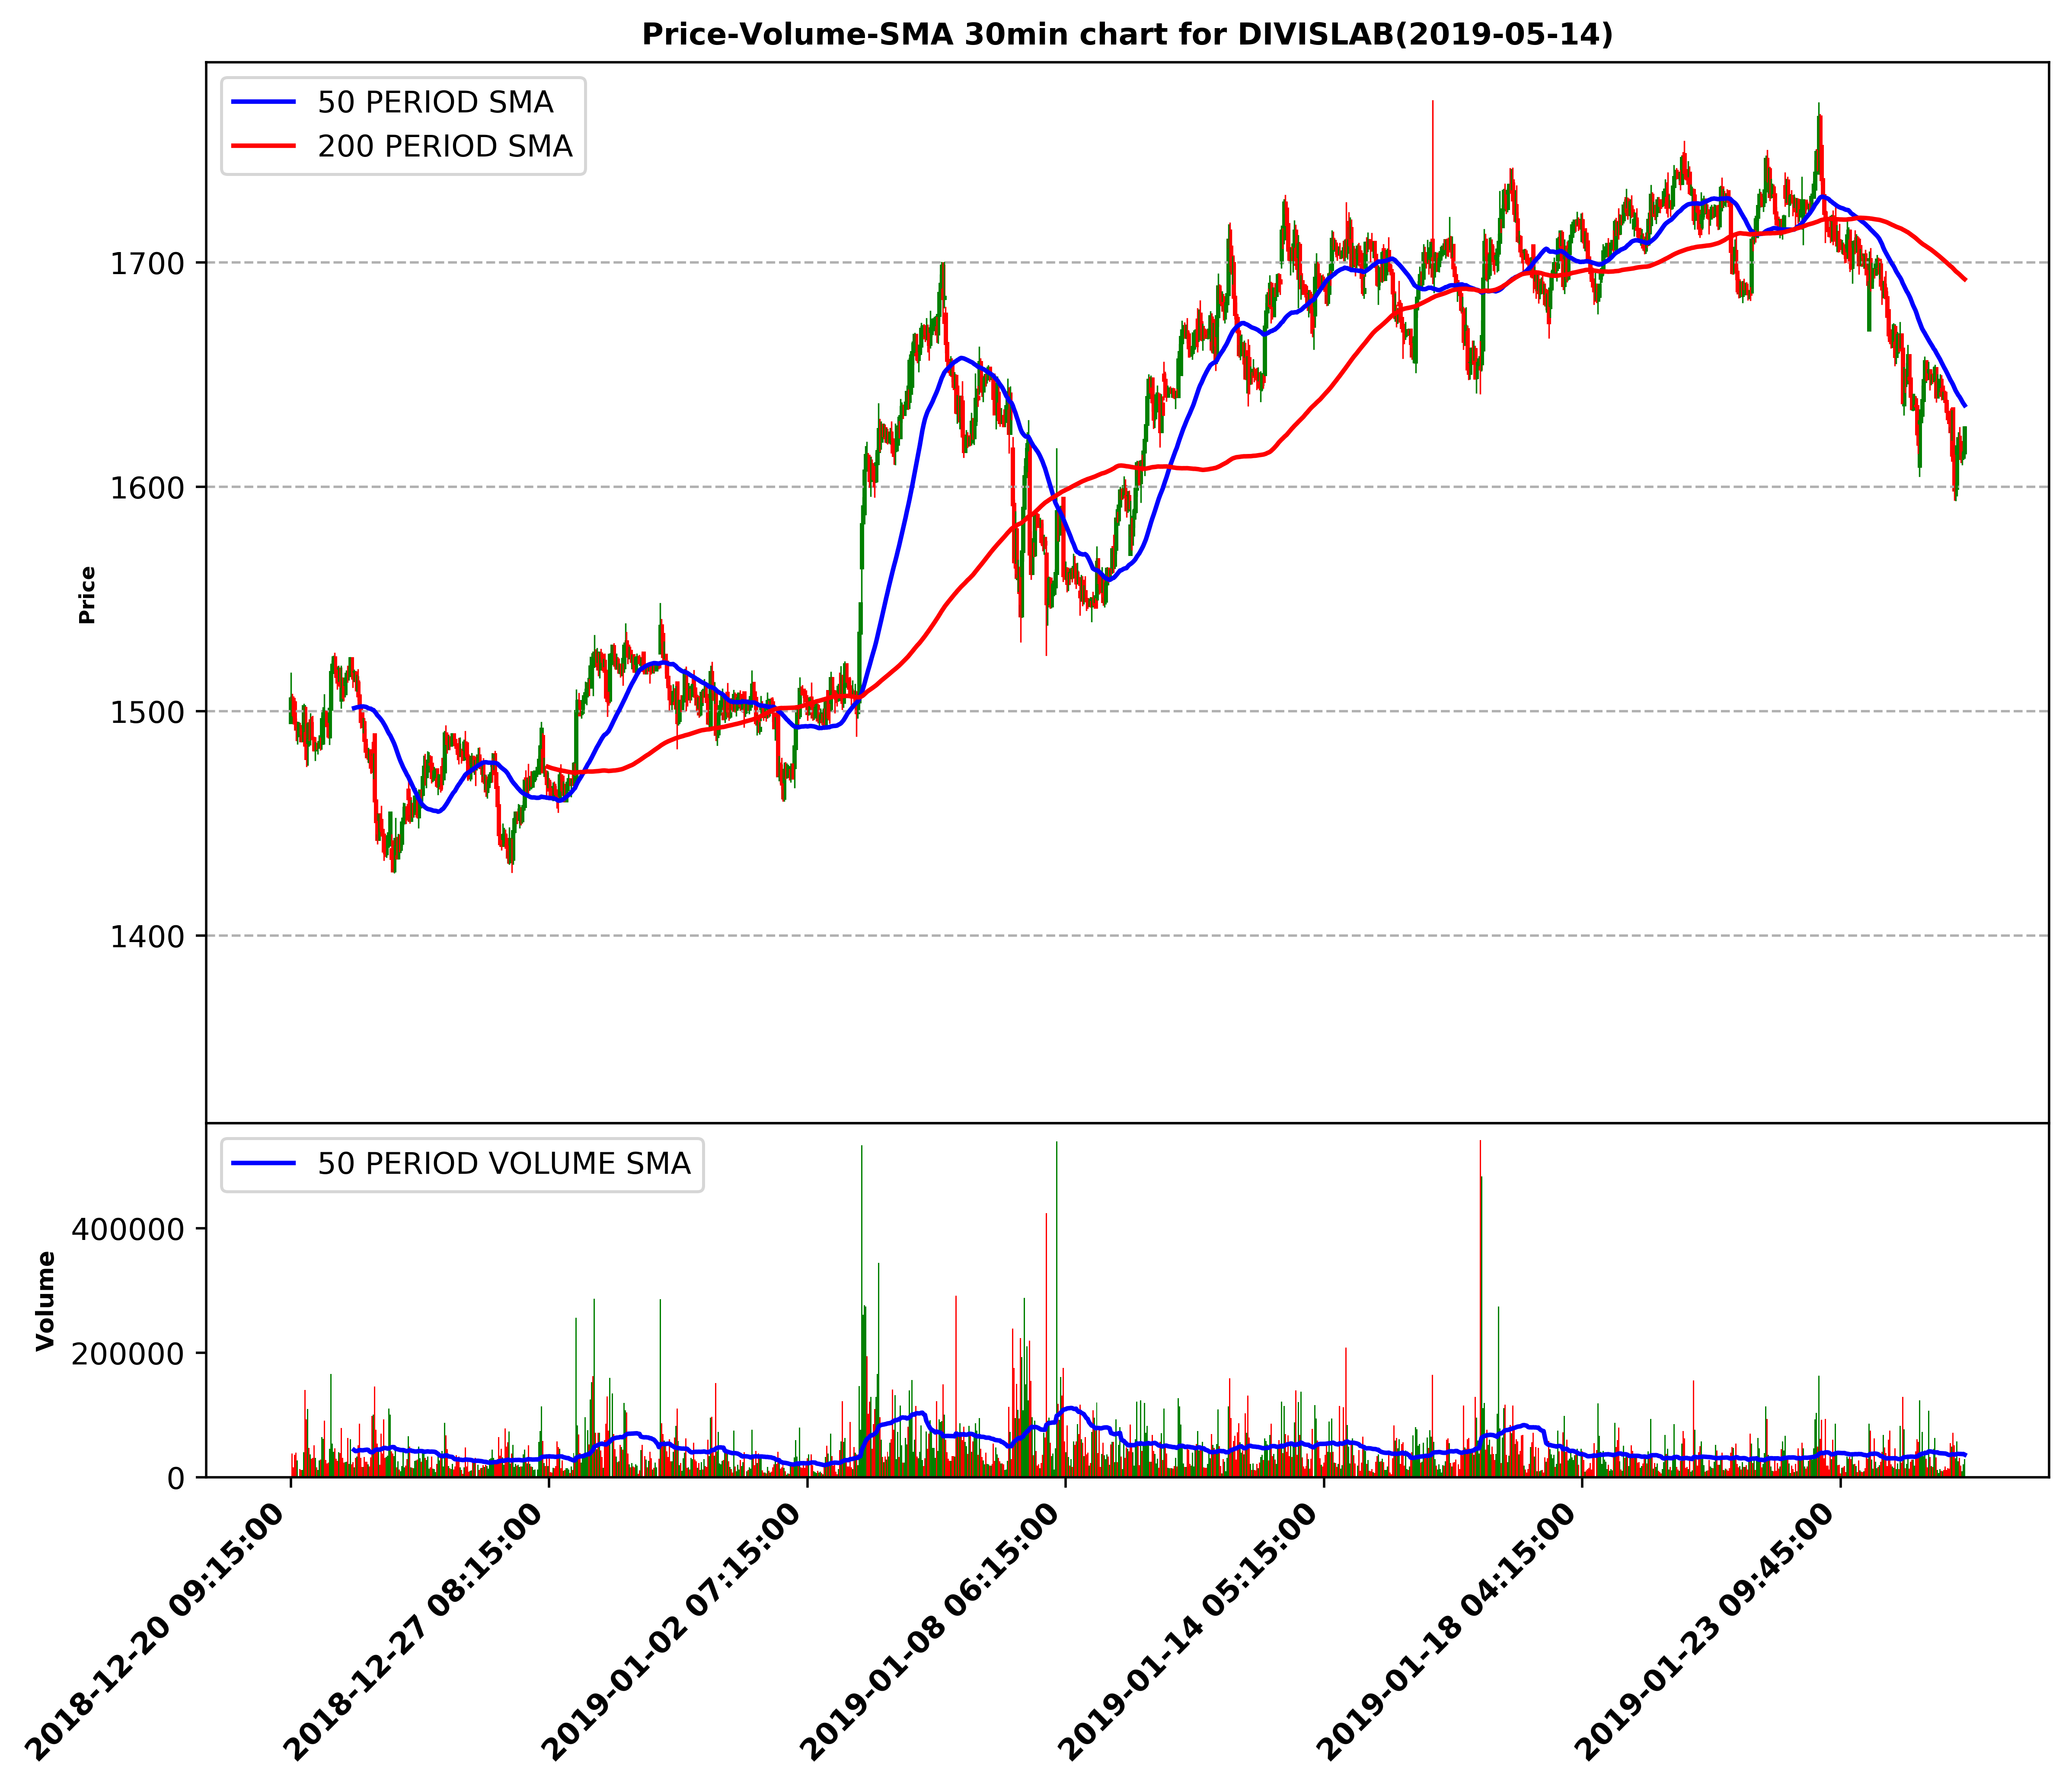 Price-Volume-SMA 30min chart for DIVISLAB(2019-05-14)
50 PERIOD SMA
200 PERIOD SMA
1700
1600
1500
1400
Price
50 PERIOD VOLUME SMA
400000
200000
0
Volume
2018-12-20 09:15:00
2018-12-27 08:15:00
2019-01-02 07:15:00
2019-01-08 06:15:00
2019-01-14 05:15:00
2019-01-18 04:15:00
2019-01-23 09:45:00